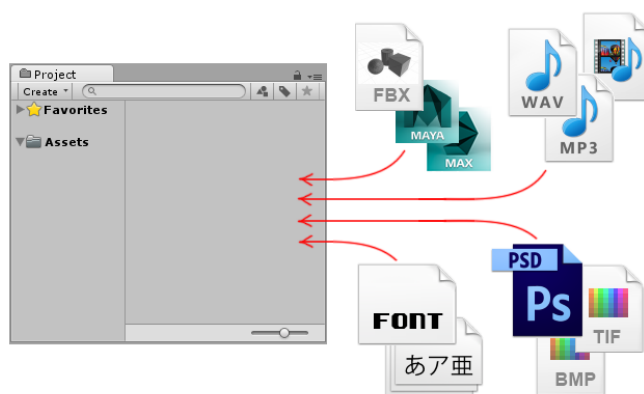 Project
Create
Favorites
Assets
FBX
MAYA
MAX
WAV
MP3
FONT
あア亜
PSD
Ps
TIF
BMP